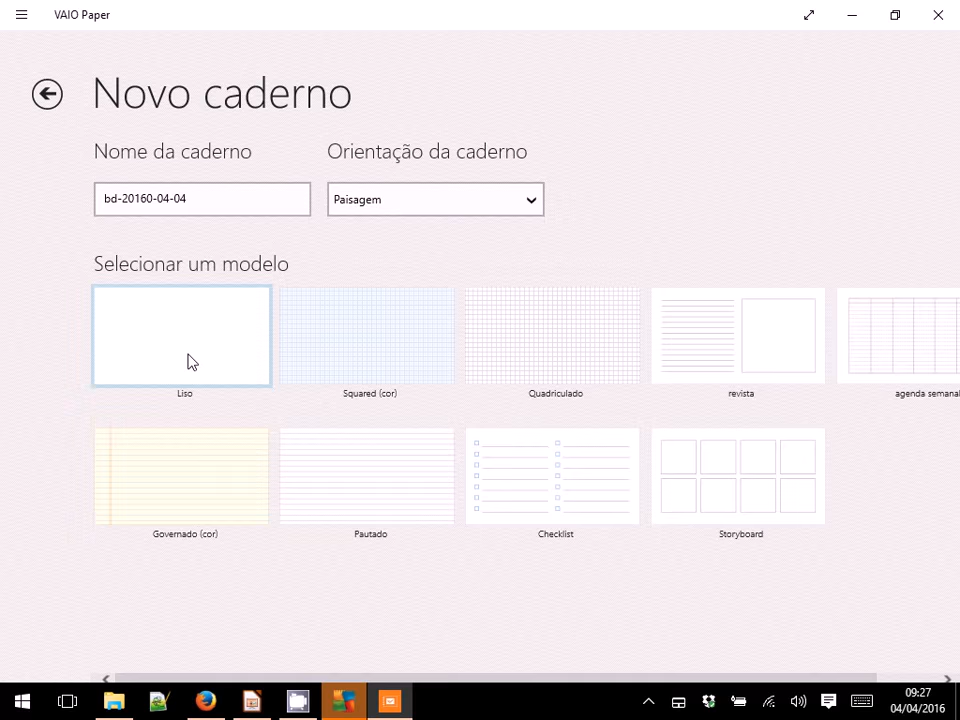 VAIO Paper
Novo caderno
Nome da caderno
Orientação da caderno
bd-20160-04-04
Paisagem
Selecionar um modelo
Liso
Squared (cor)
Quadriculado
revista
agenda semanal
Governado (cor)
Pautado
Checklist
Storyboard
09:27
04/04/2016